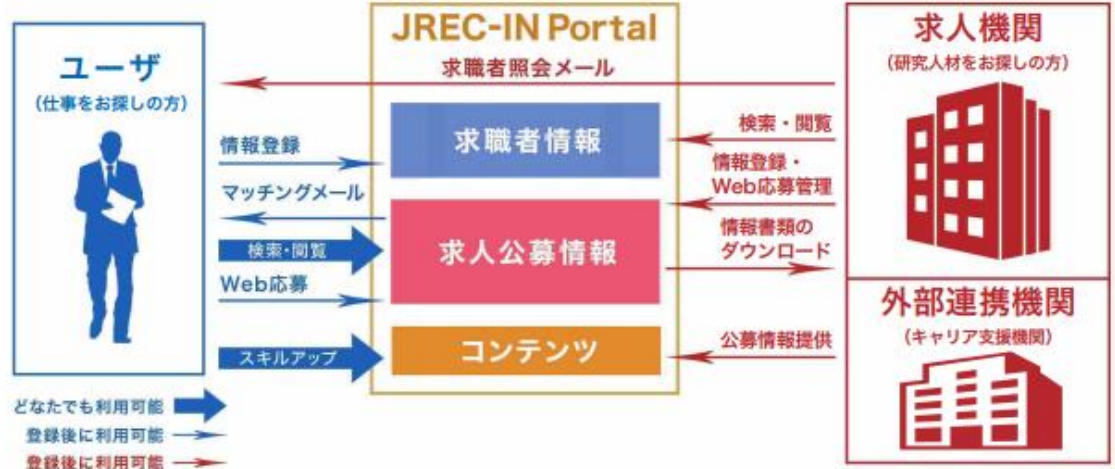 JREC-IN Portal
求職者照会メール
ユーザ
（仕事をお探しの方）
情報登録
マッチングメール
検索・閲覧
Web応募
スキルアップ
求職者情報
求人公募情報
コンテンツ
検索・閲覧
情報登録・
Web応募管理
情報書類の
ダウンロード
公募情報提供
求人機関
（研究人材をお探しの方）
外部連携機関
（キャリア支援機関）
どなたでも利用可能
登録後に利用可能
登録後に利用可能